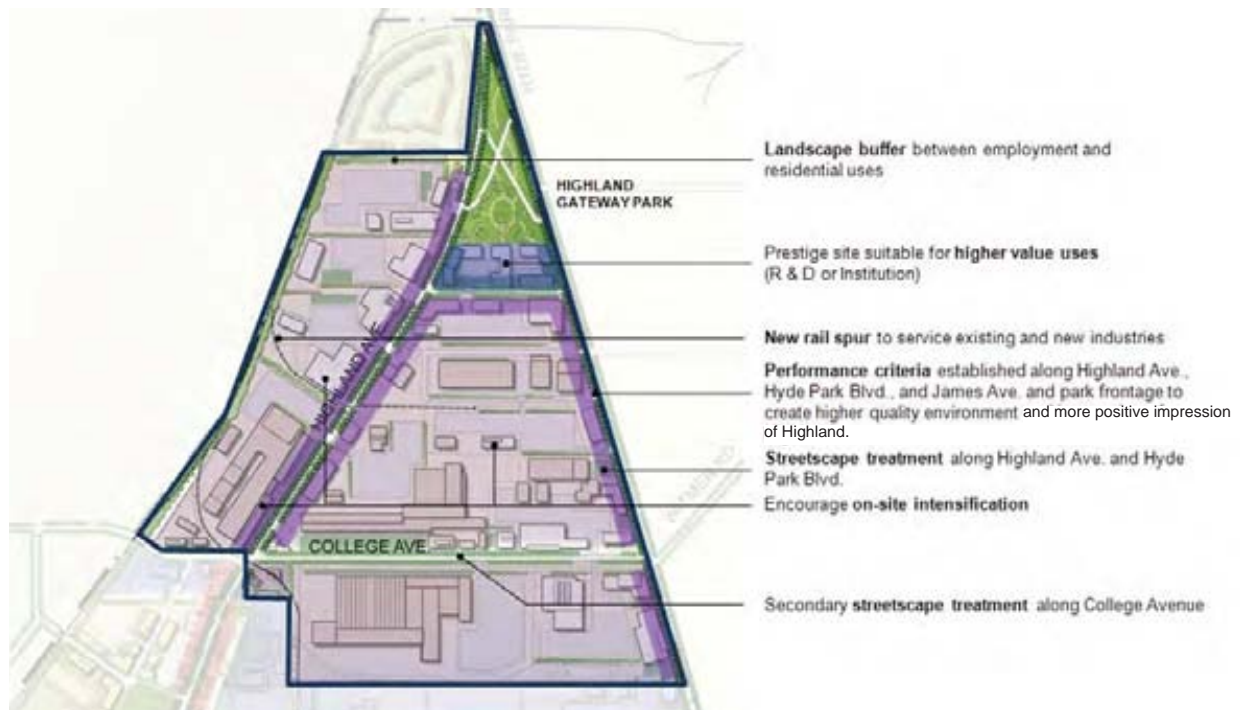 Landscape buffer between employment and
residential uses
HIGHLAND
GATEWAY PARK
Prestige site suitable for higher value uses
(R & D or Institution)
New rail spur to service existing and new industries
Performance criteria established along Highland Ave.,
Hyde Park Blvd., and James Ave. and park frontage to
create higher quality environment and more positive impression
of Highland.
HIGHLAND AVE
Streetscape treatment along Highland Ave. and Hyde
Park Blvd.
Encourage on-site intensification
COLLEGE AVE
Secondary streetscape treatment along College Avenue